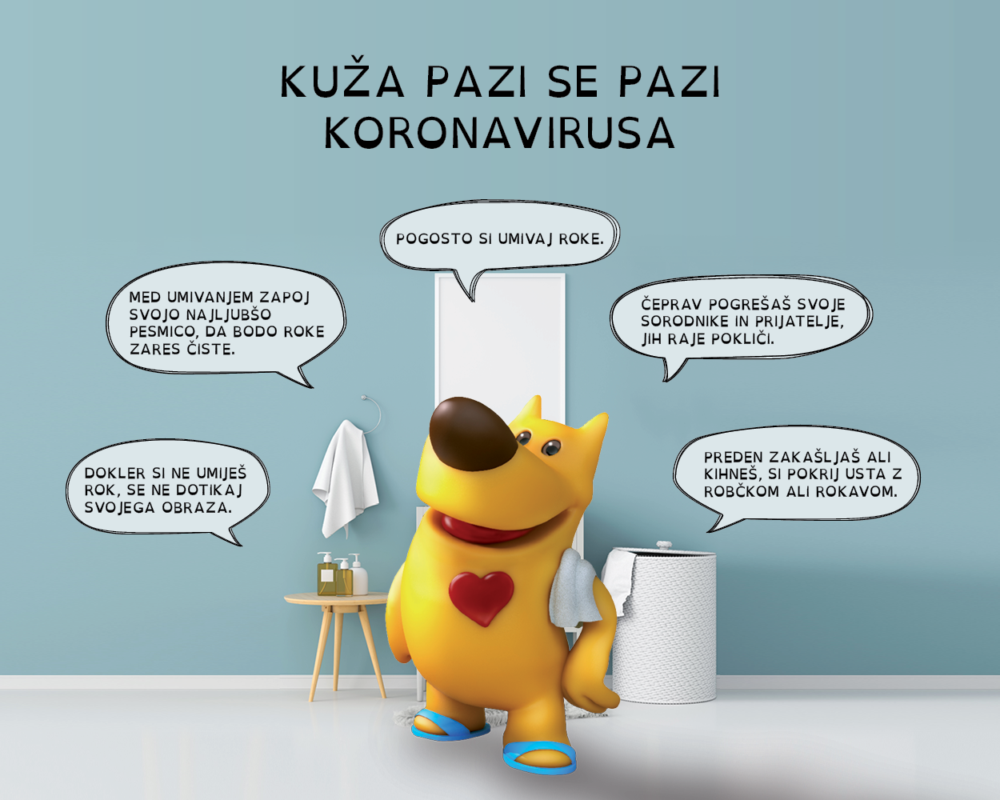 KUŽA PAZI SE PAZI
KORONAVIRUSA
POGOSTO SI UMIVAJ ROKE.
MED UMIVANJEM ZAPOJ
SVOJO NAJLJUBŠO
PESMICO, DA BODO ROKE
ZARES ČISTE.
ČEPRAV POGREŠAŠ SVOJE
SORODNIKE IN PRIJATELJE,
JIH RAJE POKLIČI.
DOKLER SI NE UMIJEŠ
ROK, SE NE DOTIKAJ
SVOJEGA OBRAZA.
PREDEN ZAKAŠLJAŠ ALI
KIHNEŠ, SI POKRIJ USTA Z
ROBČKOM ALI ROKAVOM.